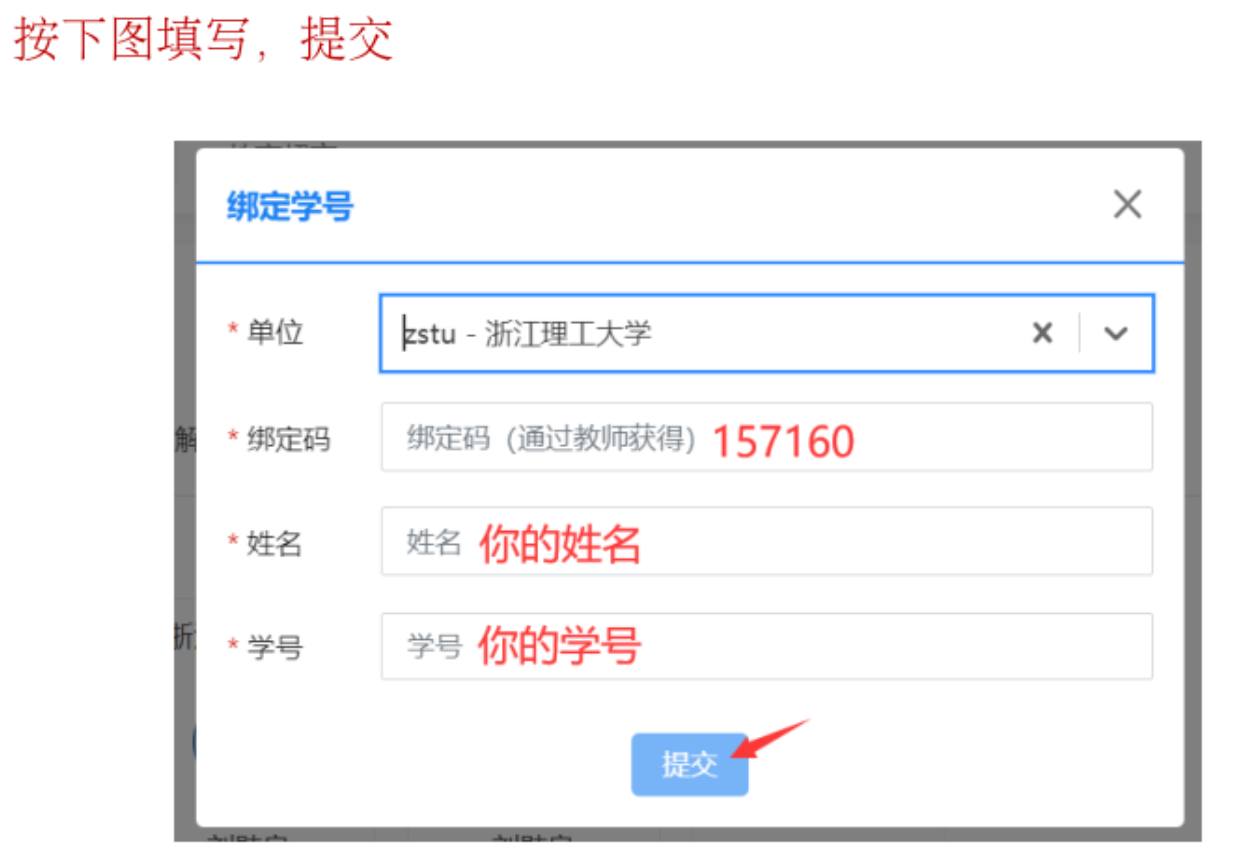 按下图填写，提交
绑定学号
* 单位 zstu - 浙江理工大学
解 * 绑定码 绑定码（通过教师获得）157160
* 姓名 姓名 你的姓名
* 学号 学号 你的学号
提交